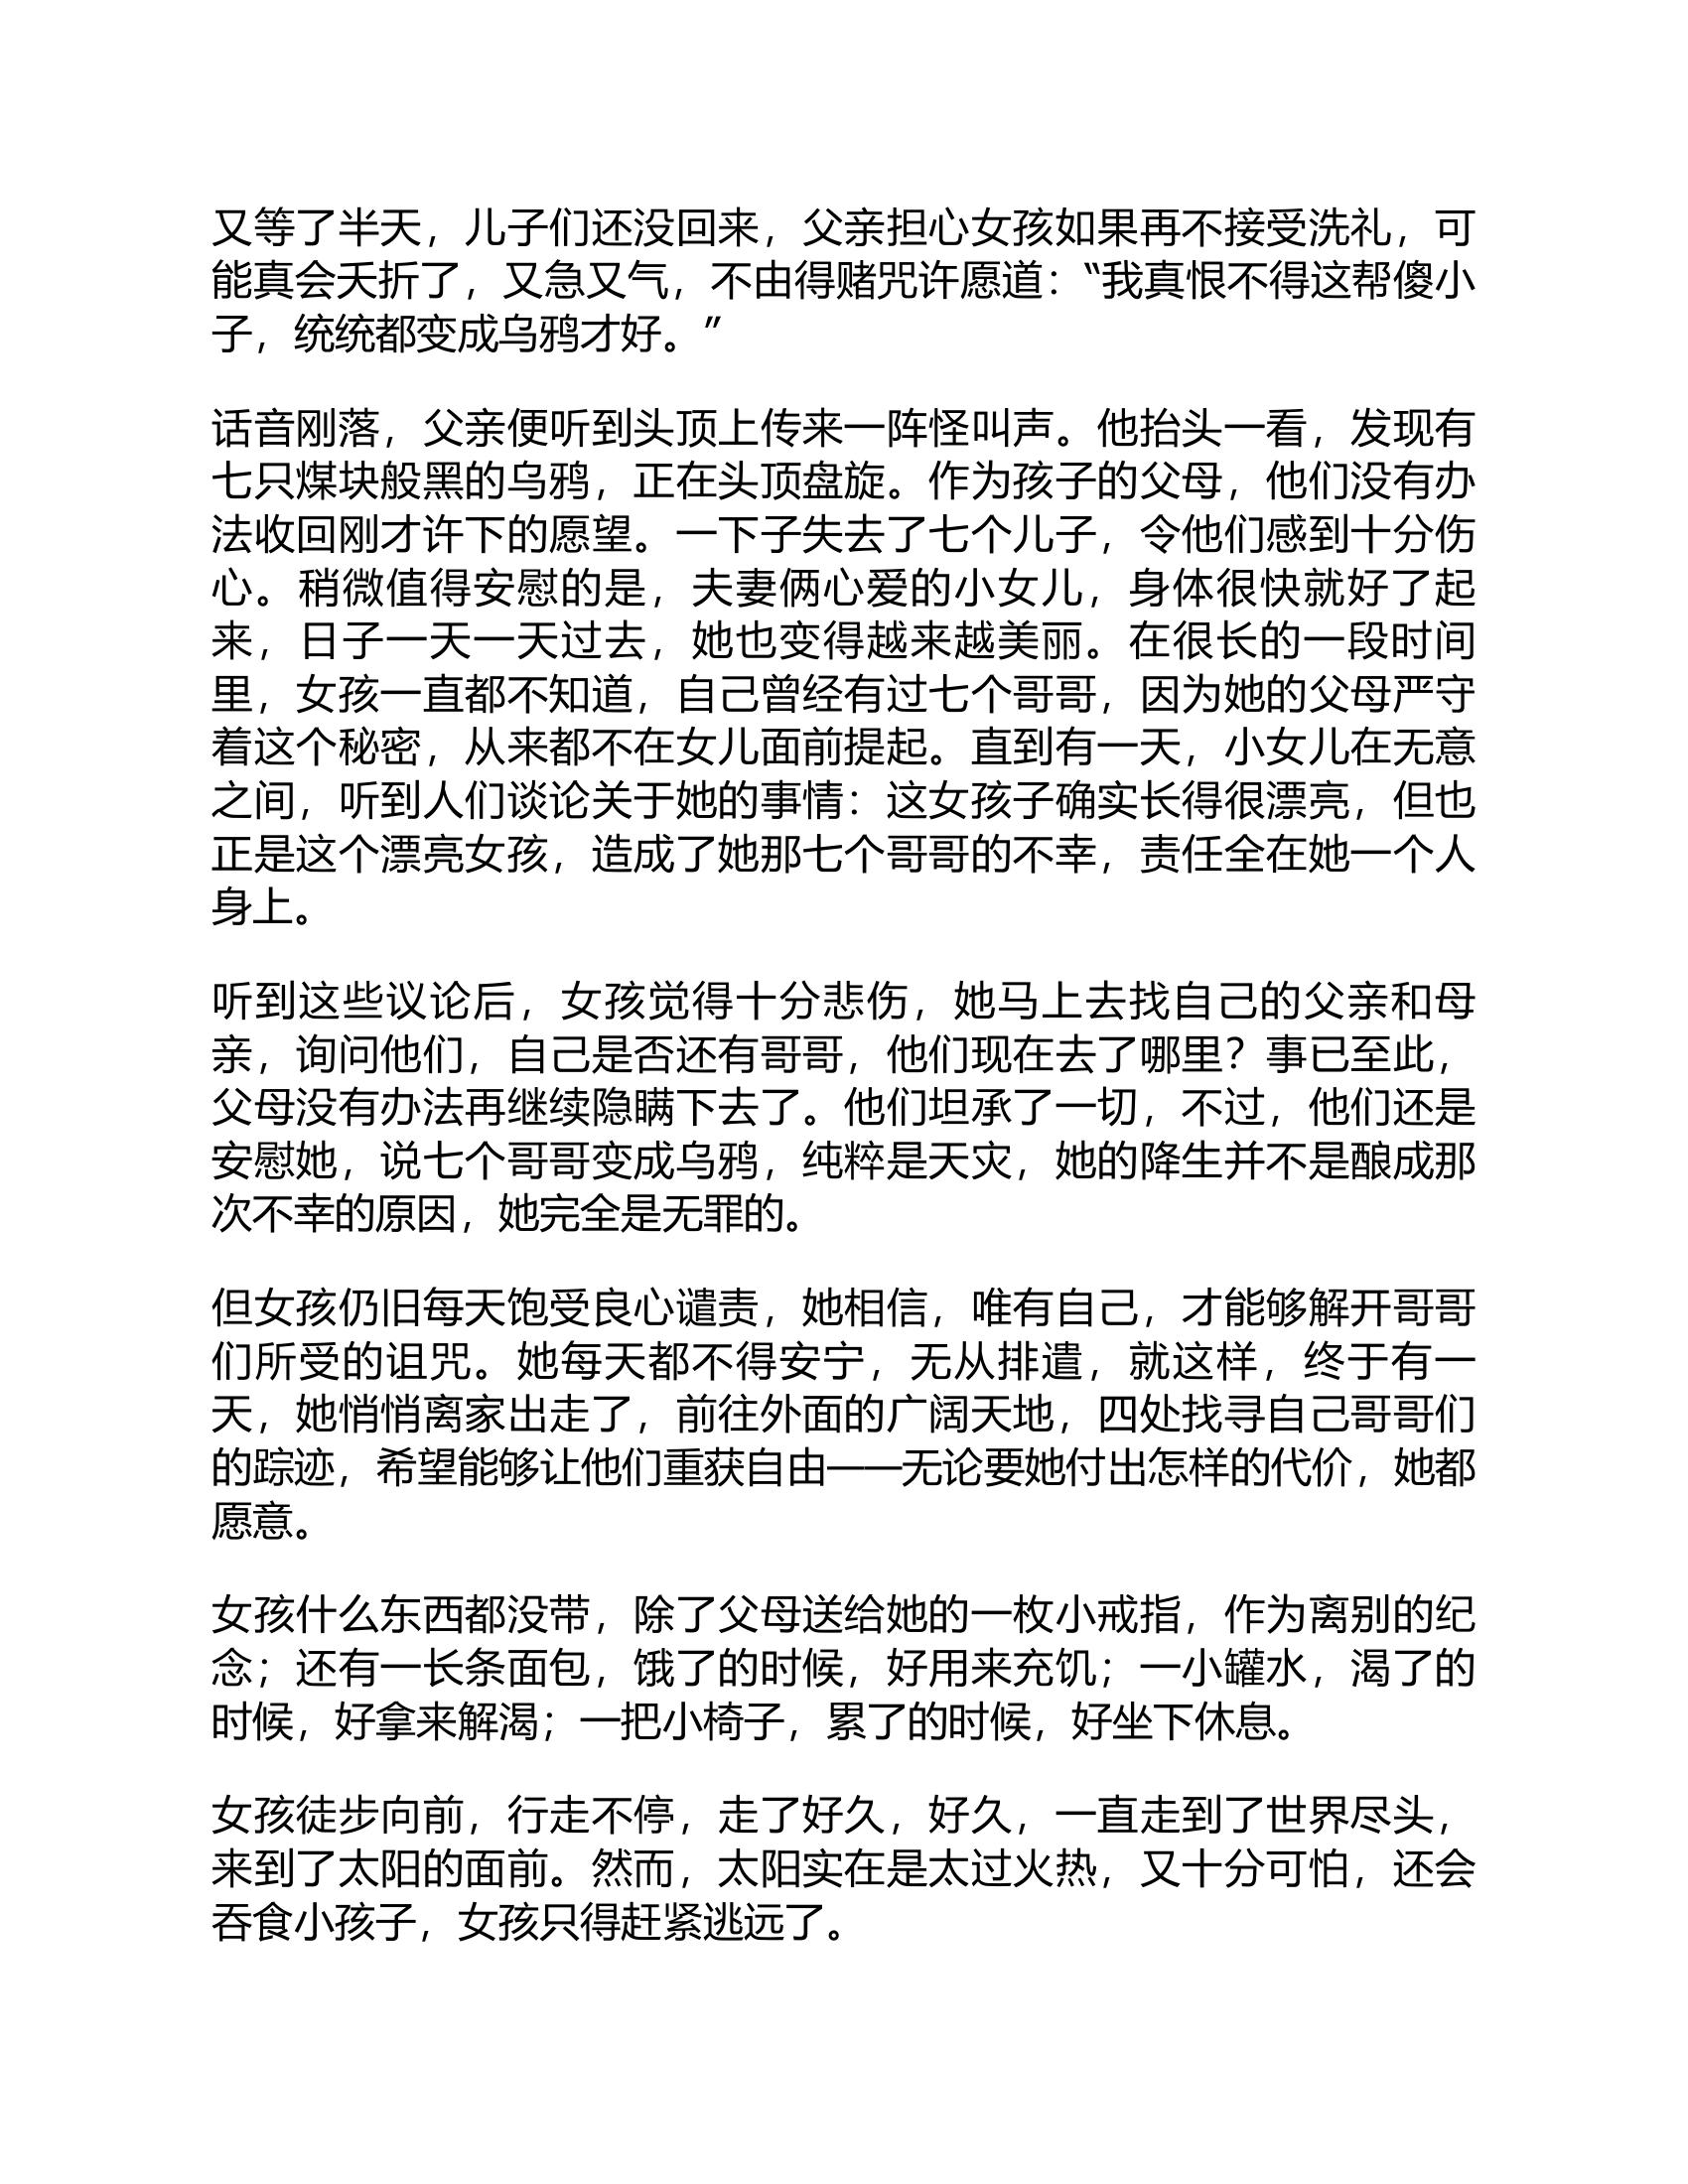 又等了半天，儿子们还没回来，父亲担心女孩如果再不接受洗礼，可
能真会夭折了，又急又气，不由得赌咒许愿道：“我真恨不得这帮傻小
子，统统都变成乌鸦才好。”
话音刚落，父亲便听到头顶上传来一阵怪叫声。他抬头一看，发现有
七只煤块般黑的乌鸦，正在头顶盘旋。作为孩子的父母，他们没有办
法收回刚才许下的愿望。一下子失去了七个儿子，令他们感到十分伤
心。稍微值得安慰的是，夫妻俩心爱的小女儿，身体很快就好了起
来，日子一天一天过去，她也变得越来越美丽。在很长的一段时间
里，女孩一直都不知道，自己曾经有过七个哥哥，因为她的父母严守
着这个秘密，从来都不在女儿面前提起。直到有一天，小女儿在无意
之间，听到人们谈论关于她的事情：这女孩子确实长得很漂亮，但也
正是这个漂亮女孩，造成了她那七个哥哥的不幸，责任全在她一个人
身上。
听到这些议论后，女孩觉得十分悲伤，她马上去找自己的父亲和母
亲，询问他们，自己是否还有哥哥，他们现在去了哪里？事已至此，
父母没有办法再继续隐瞒下去了。他们坦承了一切，不过，他们还是
安慰她，说七个哥哥变成乌鸦，纯粹是天灾，她的降生并不是酿成那
次不幸的原因，她完全是无罪的。
但女孩仍旧每天饱受良心谴责，她相信，唯有自己，才能够解开哥哥
们所受的诅咒。她每天都不得安宁，无从排遣，就这样，终于有一
天，她悄悄离家出走了，前往外面的广阔天地，四处找寻自己哥哥们
的踪迹，希望能够让他们重获自由——无论要她付出怎样的代价，她都
愿意。
女孩什么东西都没带，除了父母送给她的一枚小戒指，作为离别的纪
念；还有一长条面包，饿了的时候，好用来充饥；一小罐水，渴了的
时候，好拿来解渴；一把小椅子，累了的时候，好坐下休息。
女孩徒步向前，行走不停，走了好久，好久，一直走到了世界尽头，
来到了太阳的面前。然而，太阳实在是太过火热，又十分可怕，还会
吞食小孩子，女孩只得赶紧逃远了。